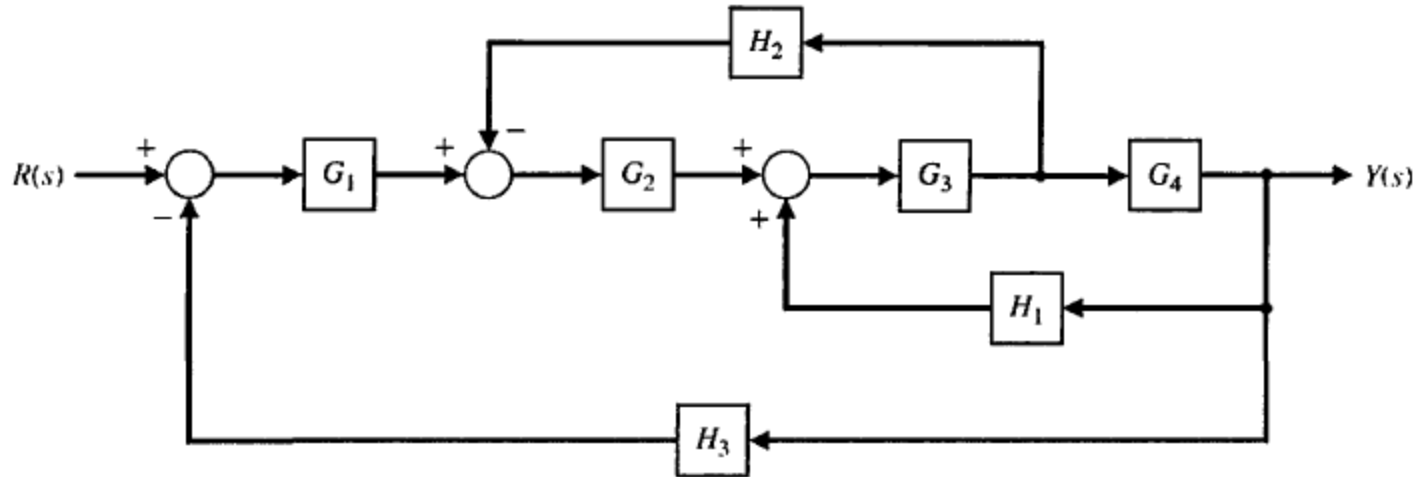 H₂
+ − + − +
R(s) G₁ G₂ G₃ G₄ Y(s)
− +
H₁
H₃